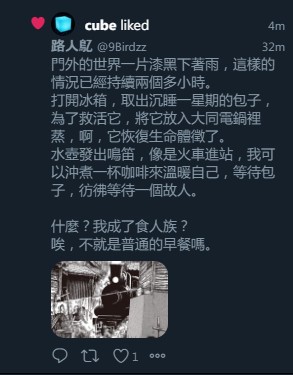 cube liked
4m
路人鳦 @9Birdzz
32m
門外的世界一片漆黑下著雨，這樣的
情況已經持續兩個多小時。
打開冰箱，取出沉睡一星期的包子，
為了救活它，將它放入大同電鍋裡
蒸，啊，它恢復生命體徵了。
水壺發出鳴笛，像是火車進站，我可
以沖煮一杯咖啡來溫暖自己，等待包
子，彷彿等待一個故人。
什麼？我成了食人族？
唉，不就是普通的早餐嗎。
1